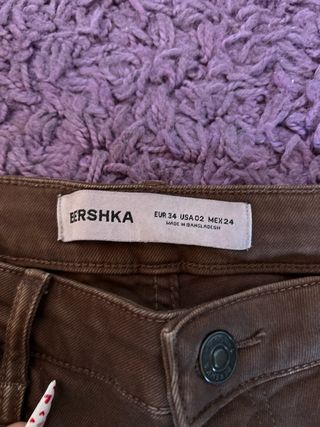 BERSHKA
EUR 34 USA 02 MEX 24
MADE IN BANGLADESH